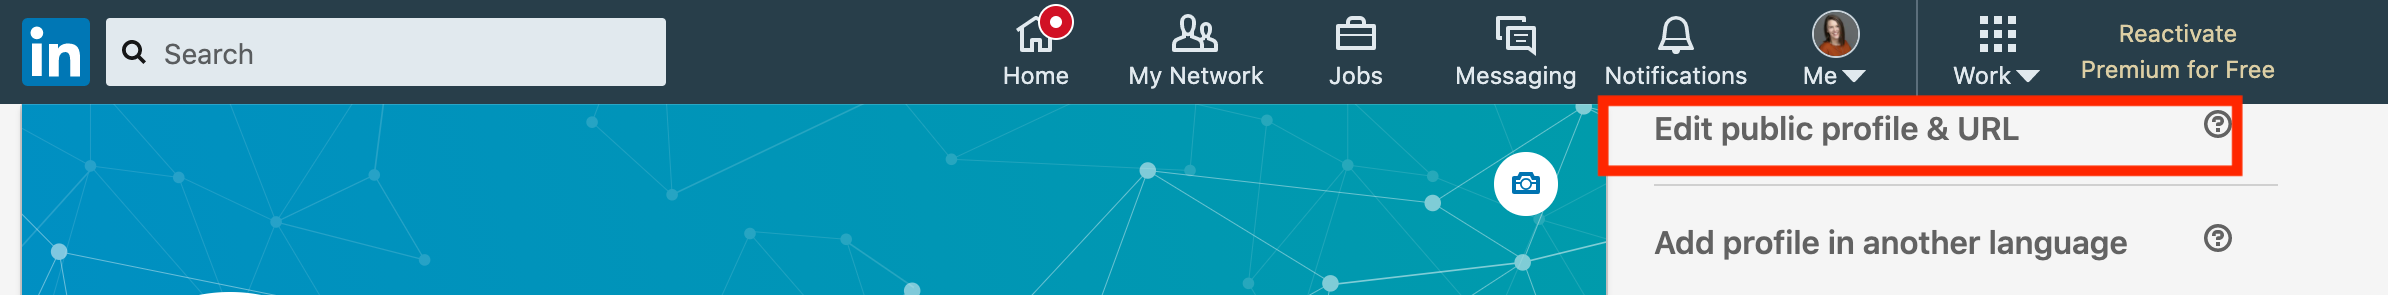 in
Search
Home
My Network
Jobs
Messaging
Notifications
Me
Work
Reactivate
Premium for Free
Edit public profile & URL
?
Add profile in another language
?